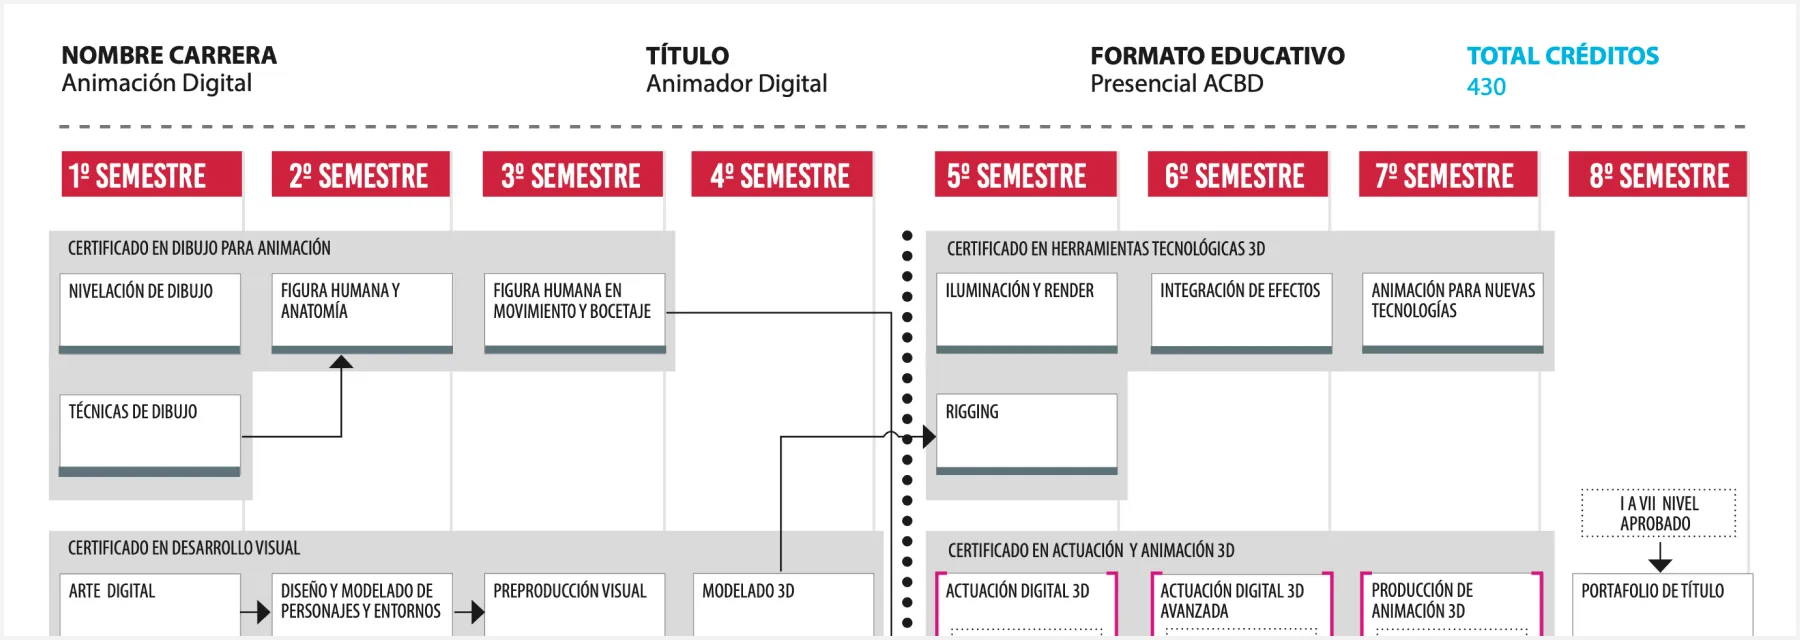 NOMBRE CARRERA
Animación Digital
TÍTULO
Animador Digital
FORMATO EDUCATIVO
Presencial ACBD
TOTAL CRÉDITOS
430
1º SEMESTRE
2º SEMESTRE
3º SEMESTRE
4º SEMESTRE
5º SEMESTRE
6º SEMESTRE
7º SEMESTRE
8º SEMESTRE
CERTIFICADO EN DIBUJO PARA ANIMACIÓN
NIVELACIÓN DE DIBUJO
FIGURA HUMANA Y
ANATOMÍA
FIGURA HUMANA EN
MOVIMIENTO Y BOCETAJE
TÉCNICAS DE DIBUJO
CERTIFICADO EN HERRAMIENTAS TECNOLÓGICAS 3D
ILUMINACIÓN Y RENDER
INTEGRACIÓN DE EFECTOS
ANIMACIÓN PARA NUEVAS
TECNOLOGÍAS
RIGGING
I A VII NIVEL
APROBADO
CERTIFICADO EN DESARROLLO VISUAL
ARTE DIGITAL
DISEÑO Y MODELADO DE
PERSONAJES Y ENTORNOS
PREPRODUCCIÓN VISUAL
MODELADO 3D
CERTIFICADO EN ACTUACIÓN Y ANIMACIÓN 3D
ACTUACIÓN DIGITAL 3D
ACTUACIÓN DIGITAL 3D
AVANZADA
PRODUCCIÓN DE
ANIMACIÓN 3D
PORTAFOLIO DE TÍTULO